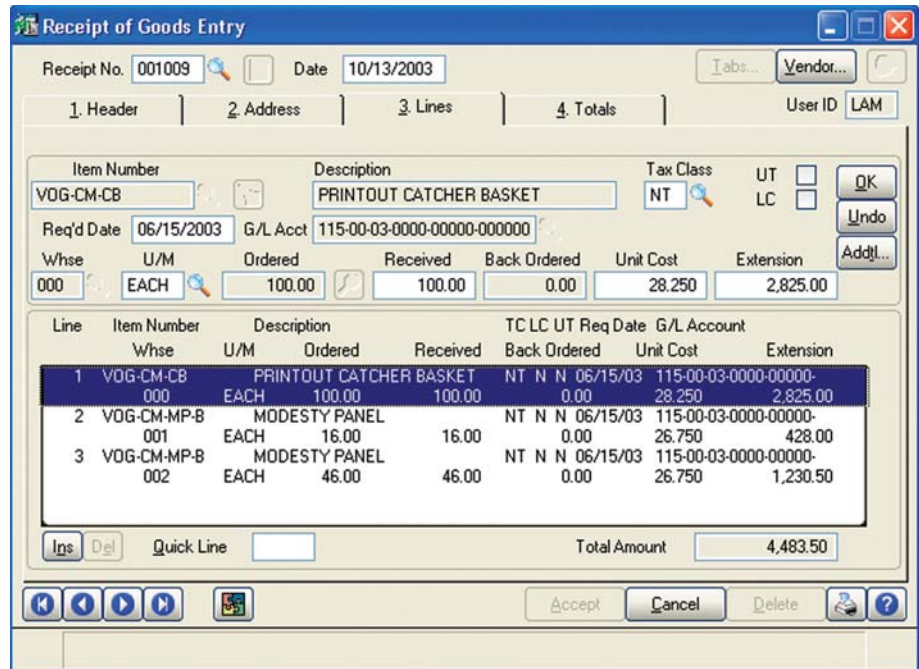 Receipt of Goods Entry
Receipt No. 001009 Date 10/13/2003 Tabs... Vendor...
1. Header 2. Address 3. Lines 4. Totals User ID LAM
Item Number Description Tax Class UT
VOG-CM-CB PRINTOUT CATCHER BASKET NT LC OK
Req'd Date 06/15/2003 G/L Acct 115-00-03-0000-00000-000000 Undo
Whse U/M Ordered Received Back Ordered Unit Cost Extension Addtl...
000 EACH 100.00 100.00 0.00 28.250 2,825.00
Line Item Number Description TC LC UT Req Date G/L Account
Whse U/M Ordered Received Back Ordered Unit Cost Extension
1 VOG-CM-CB PRINTOUT CATCHER BASKET NT N N 06/15/03 115-00-03-0000-00000-
000 EACH 100.00 100.00 0.00 28.250 2,825.00
2 VOG-CM-MP-B MODESTY PANEL NT N N 06/15/03 115-00-03-0000-00000-
001 EACH 16.00 16.00 0.00 26.750 428.00
3 VOG-CM-MP-B MODESTY PANEL NT N N 06/15/03 115-00-03-0000-00000-
002 EACH 46.00 46.00 0.00 26.750 1,230.50
Ins Del Quick Line Total Amount 4,483.50
Accept Cancel Delete ?